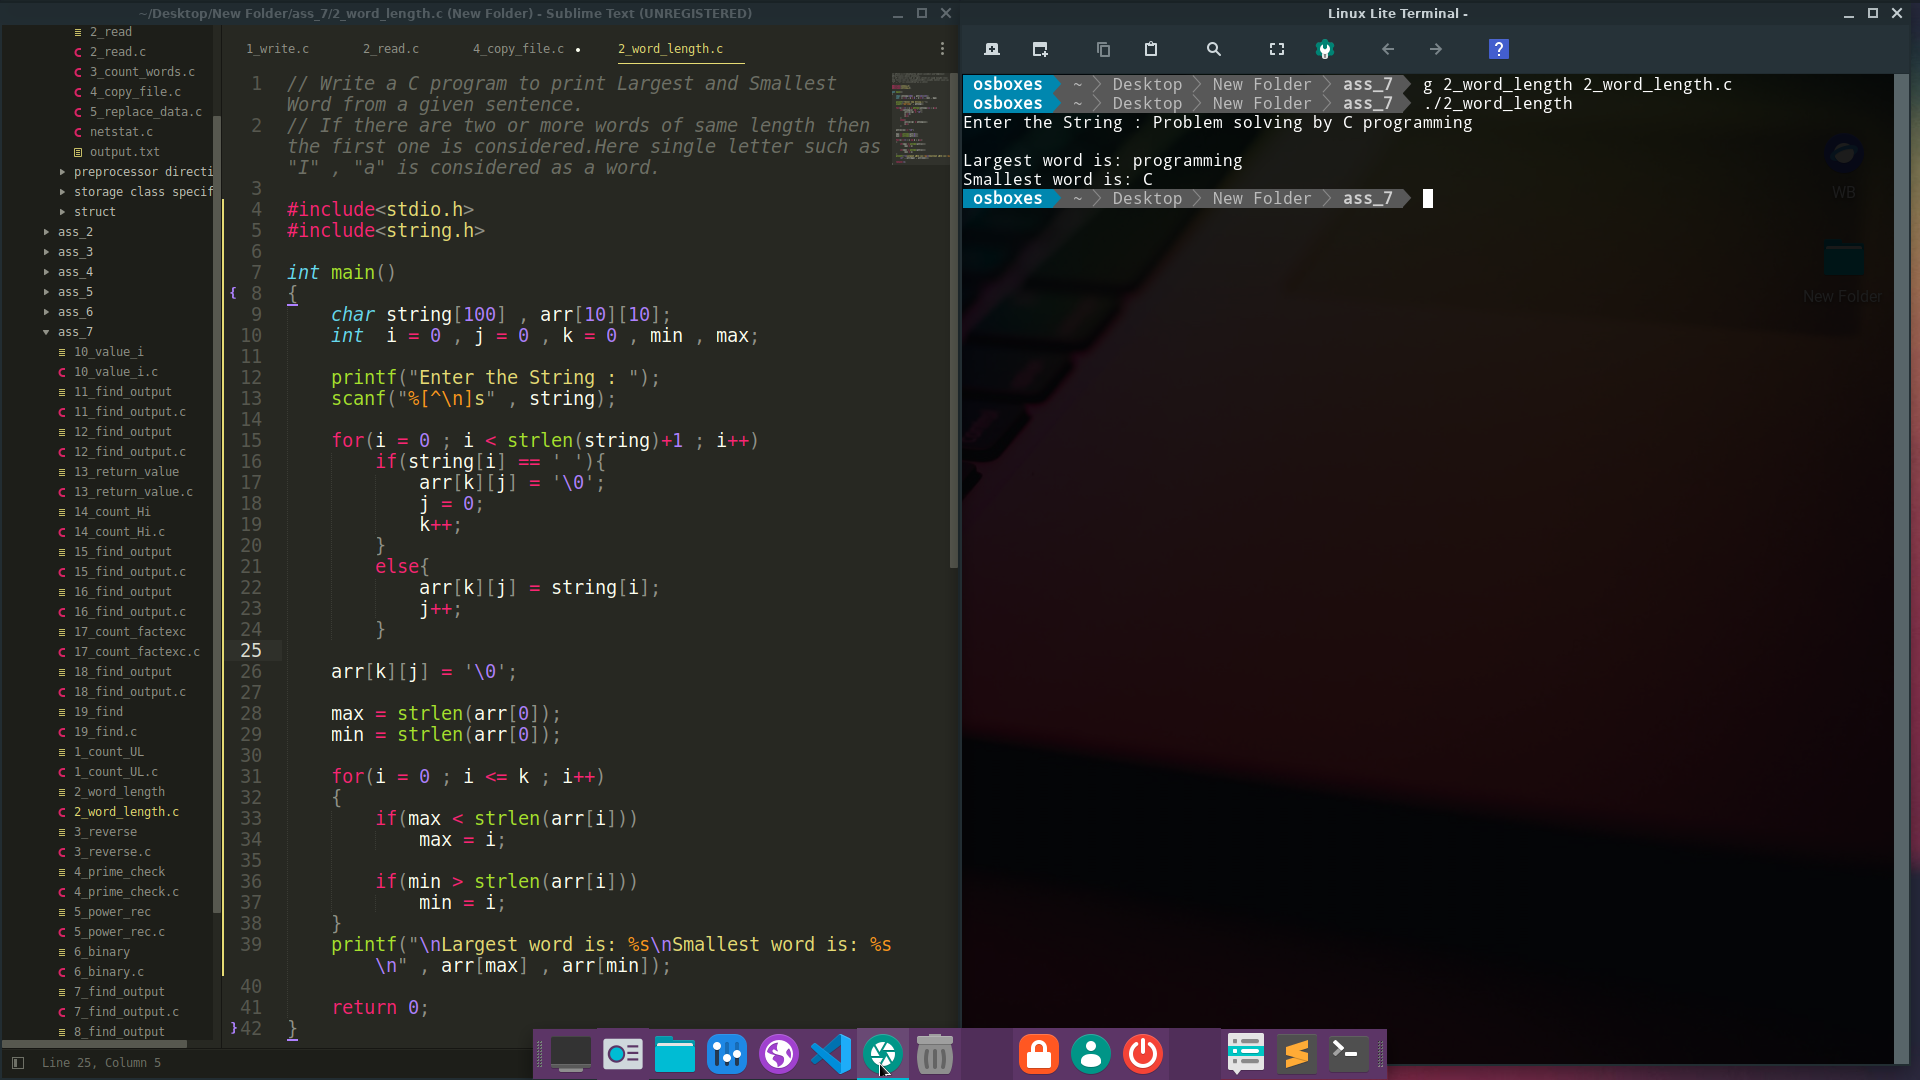 ~/Desktop/New Folder/ass_7/2_word_length.c (New Folder) - Sublime Text (UNREGISTERED)
2_read
2_read.c
3_count_words.c
4_copy_file.c
5_replace_data.c
netstat.c
output.txt
preprocessor directi
storage class specif
struct
ass_2
ass_3
ass_4
ass_5
ass_6
ass_7
10_value_i
10_value_i.c
11_find_output
11_find_output.c
12_find_output
12_find_output.c
13_return_value
13_return_value.c
14_count_Hi
14_count_Hi.c
15_find_output
15_find_output.c
16_find_output
16_find_output.c
17_count_factexc
17_count_factexc.c
18_find_output
18_find_output.c
19_find
19_find.c
1_count_UL
1_count_UL.c
2_word_length
2_word_length.c
3_reverse
3_reverse.c
4_prime_check
4_prime_check.c
5_power_rec
5_power_rec.c
6_binary
6_binary.c
7_find_output
7_find_output.c
8_find_output
Line 25, Column 5
1_write.c 2_read.c 4_copy_file.c 2_word_length.c
1 // Write a C program to print Largest and Smallest
Word from a given sentence.
2 // If there are two or more words of same length then
the first one is considered.Here single letter such as
"I" , "a" is considered as a word.
3
4 #include<stdio.h>
5 #include<string.h>
6
7 int main()
8 {
9 char string[100] , arr[10][10];
10 int  i = 0 , j = 0 , k = 0 , min , max;
11
12 printf("Enter the String : ");
13 scanf("%[^\n]s" , string);
14
15 for(i = 0 ; i < strlen(string)+1 ; i++)
16 if(string[i] == ' '){
17 arr[k][j] = '\0';
18 j = 0;
19 k++;
20 }
21 else{
22 arr[k][j] = string[i];
23 j++;
24 }
25
26 arr[k][j] = '\0';
27
28 max = strlen(arr[0]);
29 min = strlen(arr[0]);
30
31 for(i = 0 ; i <= k ; i++)
32 {
33 if(max < strlen(arr[i]))
34 max = i;
35
36 if(min > strlen(arr[i]))
37 min = i;
38 }
39 printf("\nLargest word is: %s\nSmallest word is: %s
\n" , arr[max] , arr[min]);
40
41 return 0;
42 }
Linux Lite Terminal -
osboxes ~ Desktop New Folder ass_7 g 2_word_length 2_word_length.c
osboxes ~ Desktop New Folder ass_7 ./2_word_length
Enter the String : Problem solving by C programming
Largest word is: programming
Smallest word is: C
osboxes ~ Desktop New Folder ass_7
WB
New Folder